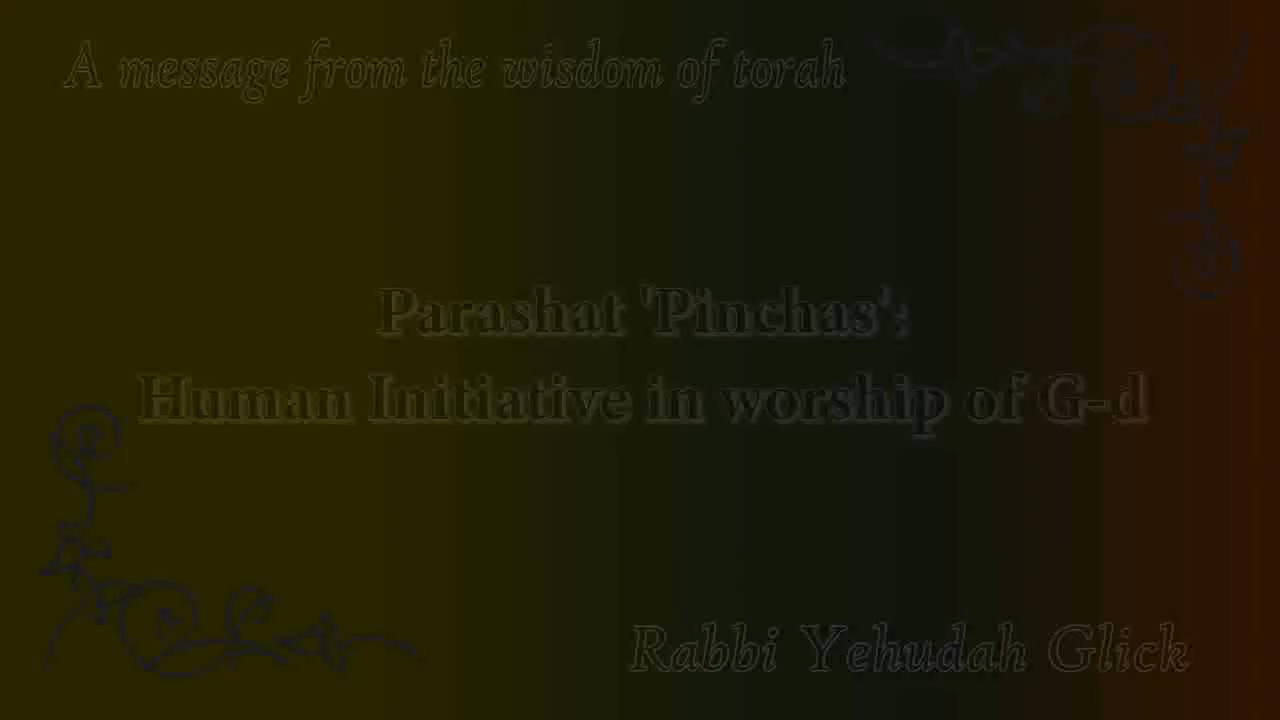 A message from the wisdom of torah
Parashat 'Pinchas':
Human Initiative in worship of G-d
Rabbi Yehudah Glick